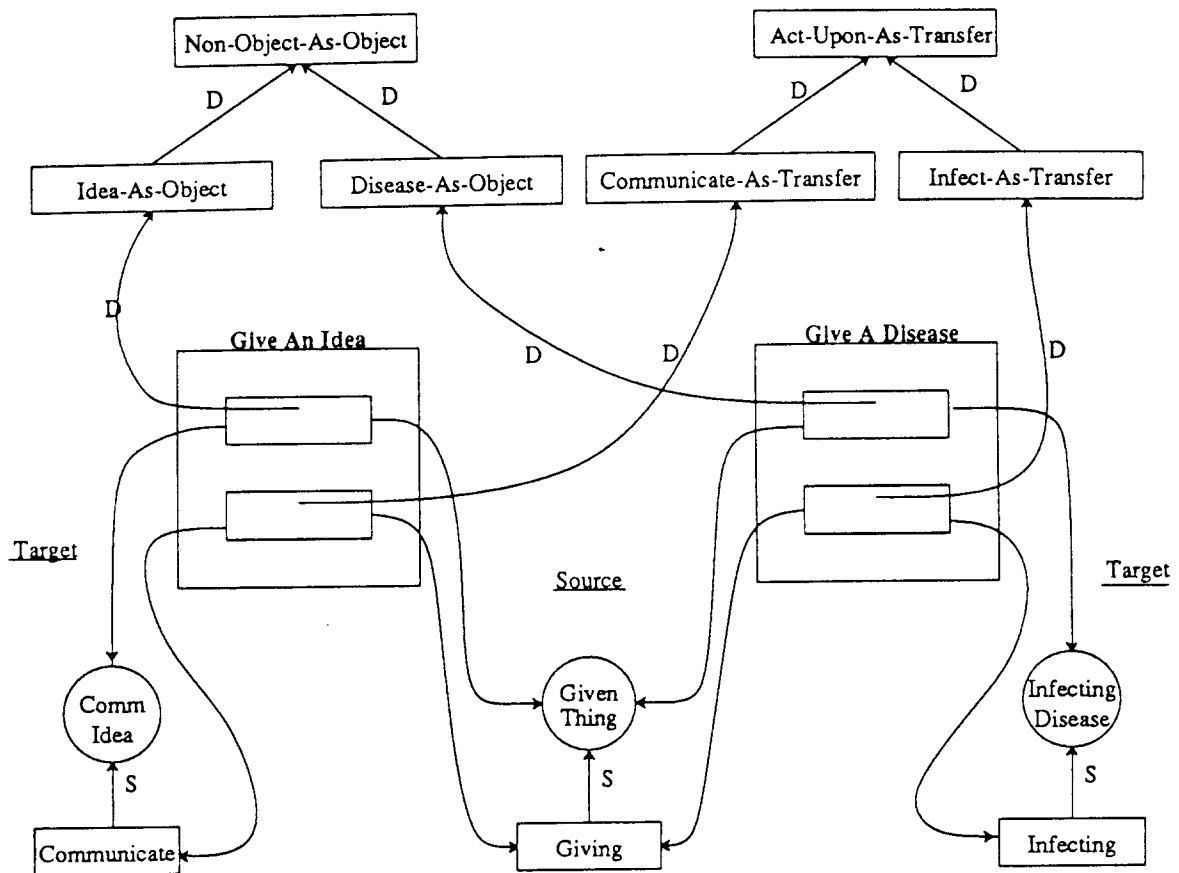 Non-Object-As-Object
Act-Upon-As-Transfer
D
D
D
D
Idea-As-Object
Disease-As-Object
Communicate-As-Transfer
Infect-As-Transfer
D
Give An Idea
Give A Disease
D
D
D
Target
Source
Target
Comm
Idea
Given
Thing
Infecting
Disease
S
S
S
Communicate
Giving
Infecting